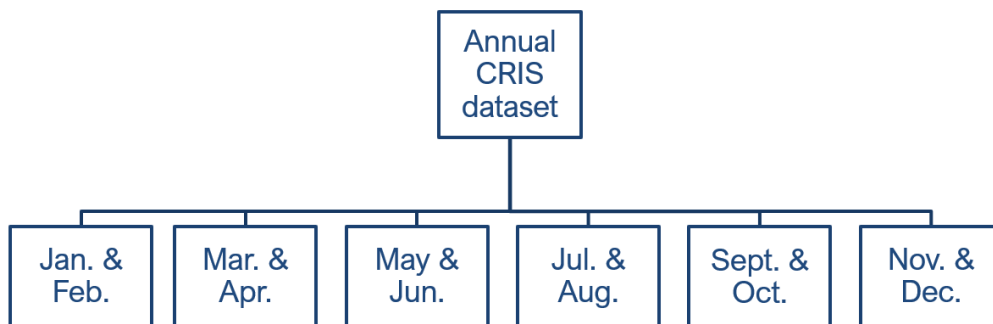 Annual
CRIS
dataset
Jan. &
Feb.
Mar. &
Apr.
May &
Jun.
Jul. &
Aug.
Sept. &
Oct.
Nov. &
Dec.